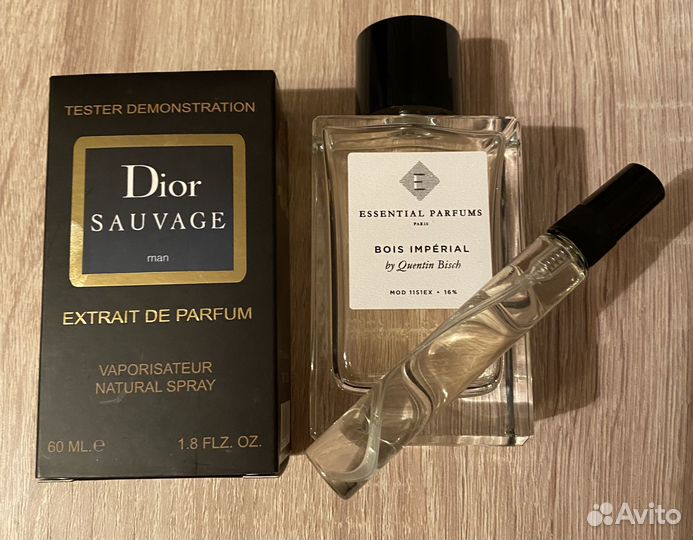 TESTER DEMONSTRATION
Dior
SAUVAGE
man
EXTRAIT DE PARFUM
VAPORISATEUR
NATURAL SPRAY
60 ML.e 1.8 FLZ. OZ.
E
ESSENTIAL PARFUMS
PARIS
BOIS IMPÉRIAL
by Quentin Bisch
MOD 1151EX • 16%
Avito